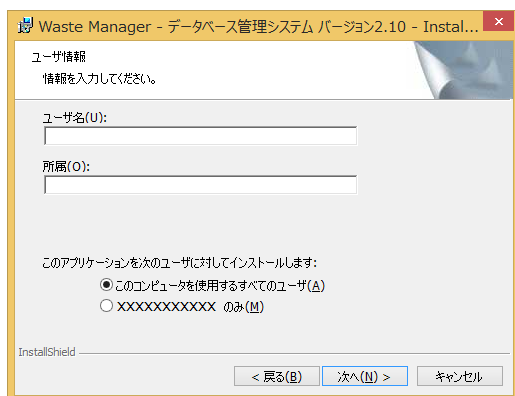 Waste Manager - データベース管理システム バージョン2.10 - Instal...
ユーザ情報
情報を入力してください。
ユーザ名(U):
所属(O):
このアプリケーションを次のユーザに対してインストールします:
このコンピュータを使用するすべてのユーザ(A)
XXXXXXXXXXX のみ(M)
InstallShield
< 戻る(B)
次へ(N) >
キャンセル